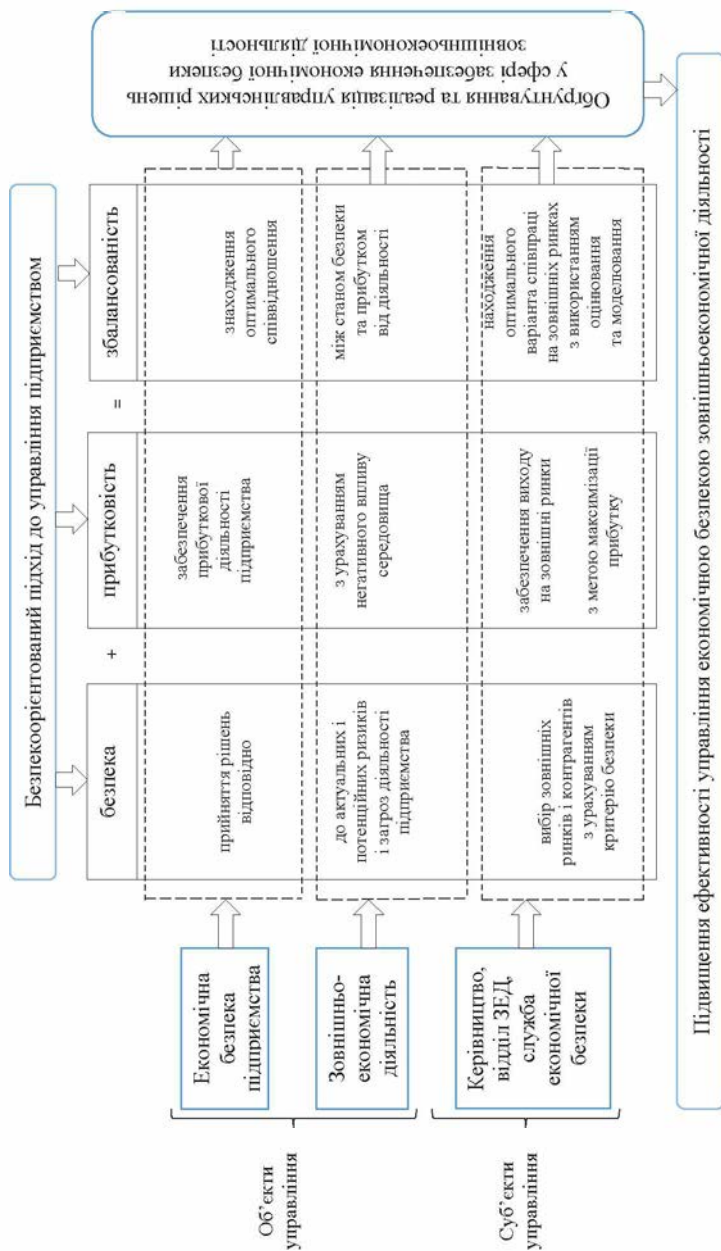 Безпекоорієнтований підхід до управління підприємством
безпека
+
прибутковість
=
збалансованість
Об’єкти
управління
Економічна
безпека
підприємства
прийняття рішень
відповідно
забезпечення
прибуткової
діяльності
підприємства
знаходження
оптимального
співвідношення
Зовнішньо-
економічна
діяльність
до актуальних і
потенційних ризиків
і загроз діяльності
підприємства
з урахуванням
негативного впливу
середовища
між станом безпеки
та прибутком
від діяльності
Суб’єкти
управління
Керівництво,
відділ ЗЕД,
служба
економічної
безпеки
вибір зовнішніх
ринків і контрагентів
з урахуванням
критерію безпеки
забезпечення виходу
на зовнішні ринки
з метою максимізації
прибутку
находження
оптимального
варіанта співпраці
на зовнішніх ринках
з використанням
оцінювання
та моделювання
Обґрунтування та реалізація управлінських рішень
у сфері забезпечення економічної безпеки
зовнішньоекономічної діяльності
Підвищення ефективності управління економічною безпекою зовнішньоекономічної діяльності